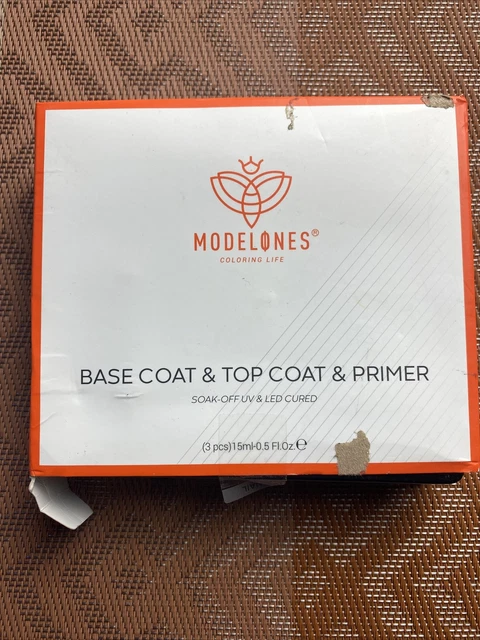 MODELONES®
COLORING LIFE
BASE COAT & TOP COAT & PRIMER
SOAK-OFF UV & LED CURED
(3 pcs)15ml-0.5 Fl.Oz.℮